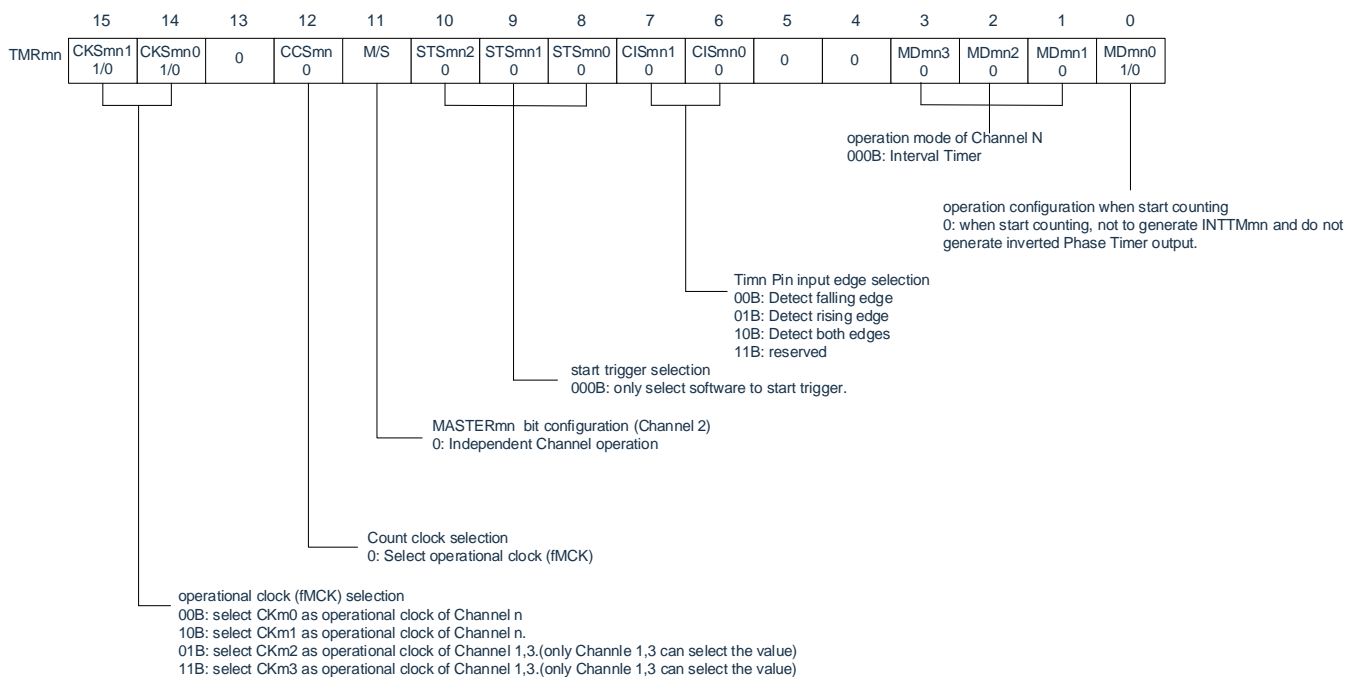 15 14 13 12 11 10 9 8 7 6 5 4 3 2 1 0
TMRmn CKSmn1 CKSmn0 0 CCSmn M/S STSmn2 STSmn1 STSmn0 CISmn1 CISmn0 0 0 MDmn3 MDmn2 MDmn1 MDmn0
1/0 1/0 0 0 0 0 0 0 0 0 0 1/0
operation mode of Channel N
000B: Interval Timer
operation configuration when start counting
0: when start counting, not to generate INTTMmn and do not
generate inverted Phase Timer output.
Timn Pin input edge selection
00B: Detect falling edge
01B: Detect rising edge
10B: Detect both edges
11B: reserved
start trigger selection
000B: only select software to start trigger.
MASTERmn bit configuration (Channel 2)
0: Independent Channel operation
Count clock selection
0: Select operational clock (fMCK)
operational clock (fMCK) selection
00B: select CKm0 as operational clock of Channel n
10B: select CKm1 as operational clock of Channel n.
01B: select CKm2 as operational clock of Channel 1,3.(only Channle 1,3 can select the value)
11B: select CKm3 as operational clock of Channel 1,3.(only Channle 1,3 can select the value)